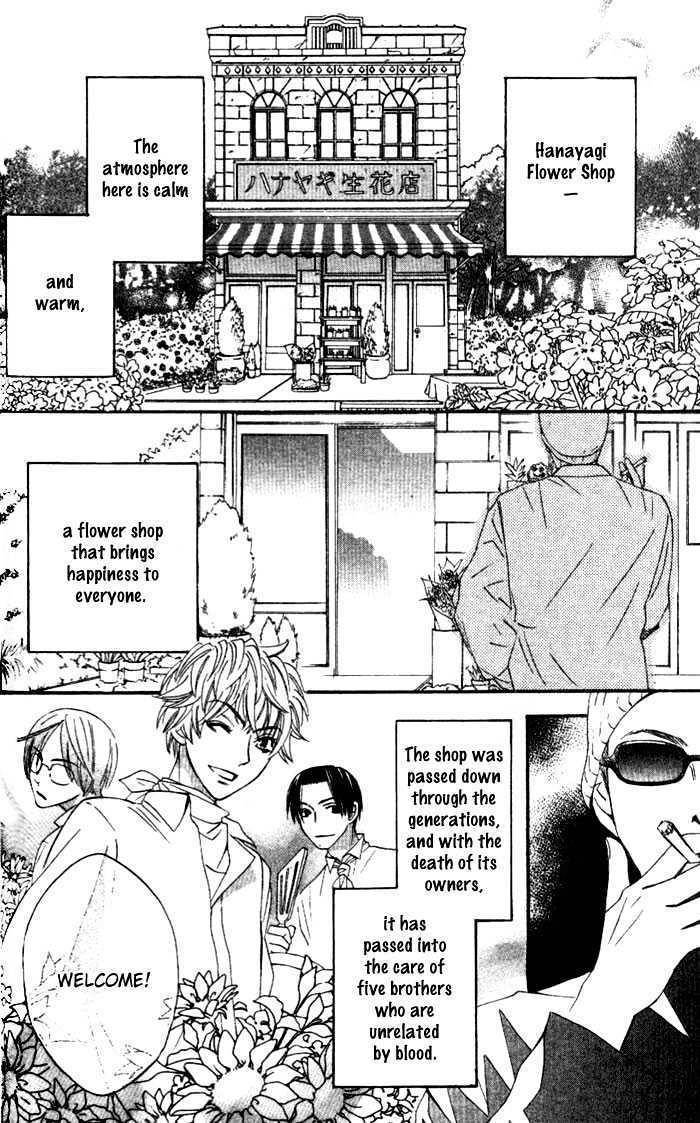 Hanayagi
Flower Shop
—
ハナヤギ生花店
The
atmosphere
here is calm
and
warm,
a flower shop
that brings
happiness to
everyone.
The shop was
passed down
through the
generations,
and with the
death of its
owners,
it has
passed into
the care of
five brothers
who are
unrelated
by blood.
WELCOME!